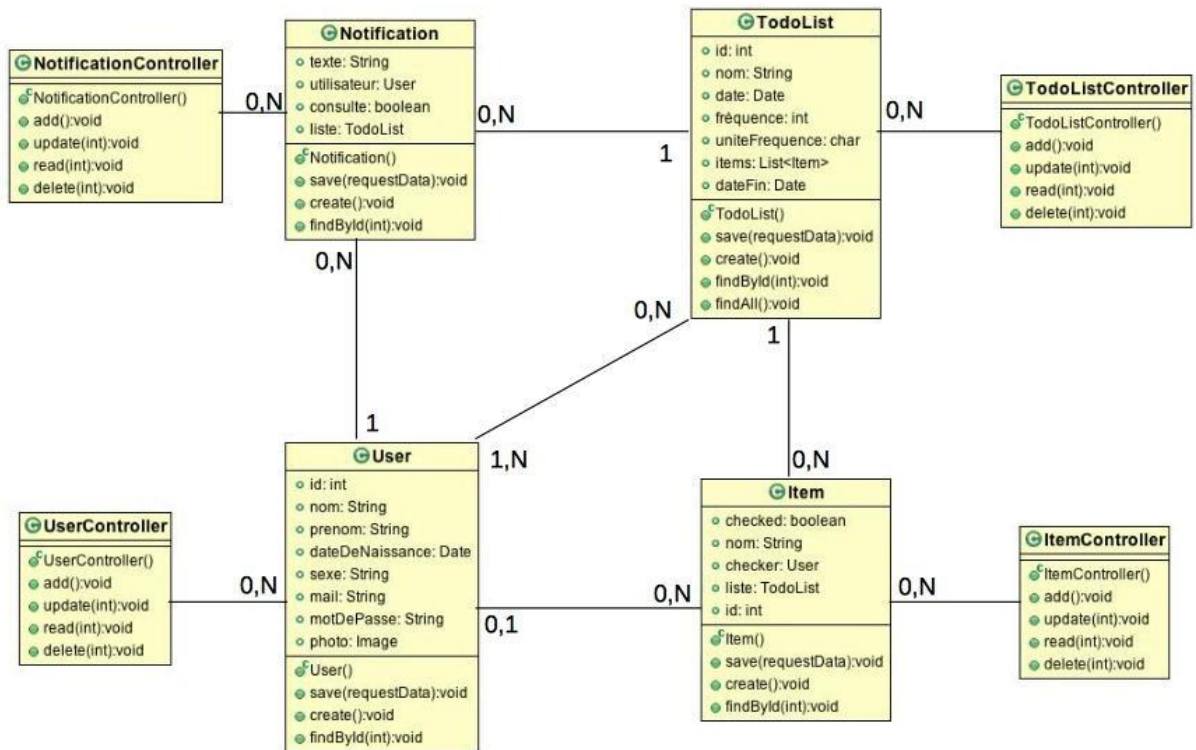 NotificationController
NotificationController()
add():void
update(int):void
read(int):void
delete(int):void
0,N
Notification
texte: String
utilisateur: User
consulte: boolean
liste: TodoList
Notification()
save(requestData):void
create():void
findById(int):void
0,N
1
TodoList
id: int
nom: String
date: Date
fréquence: int
uniteFrequence: char
items: List<Item>
dateFin: Date
TodoList()
save(requestData):void
create():void
findById(int):void
findAll():void
0,N
TodoListController
TodoListController()
add():void
update(int):void
read(int):void
delete(int):void
0,N
0,N
1
1
1,N
0,N
UserController
UserController()
add():void
update(int):void
read(int):void
delete(int):void
0,N
User
id: int
nom: String
prenom: String
dateDeNaissance: Date
sexe: String
mail: String
motDePasse: String
photo: Image
User()
save(requestData):void
create():void
findById(int):void
0,1
0,N
Item
checked: boolean
nom: String
checker: User
liste: TodoList
id: int
Item()
save(requestData):void
create():void
findById(int):void
0,N
ItemController
ItemController()
add():void
update(int):void
read(int):void
delete(int):void